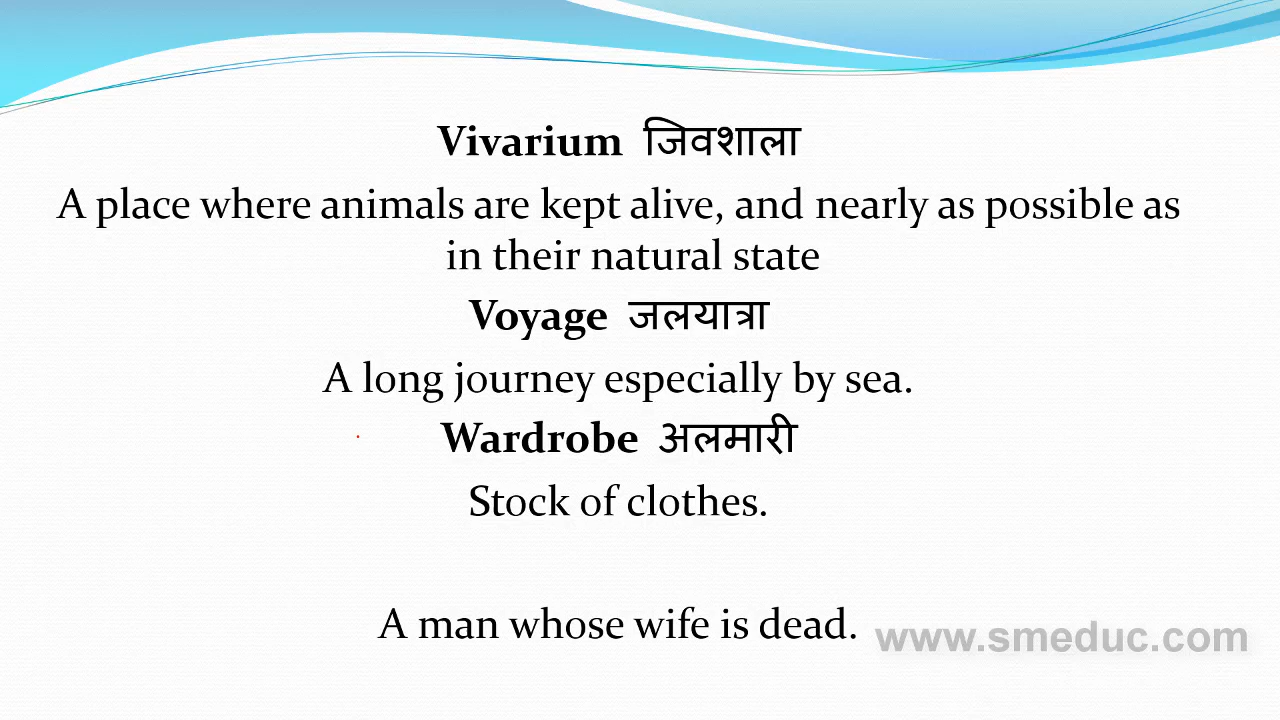 Vivarium जिवशाला
A place where animals are kept alive, and nearly as possible as
in their natural state
Voyage जलयात्रा
A long journey especially by sea.
Wardrobe अलमारी
Stock of clothes.
A man whose wife is dead.
www.smeduc.com